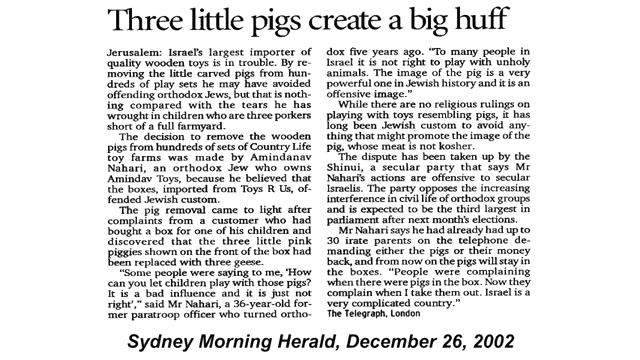 Three little pigs create a big huff
Jerusalem: Israel's largest importer of
quality wooden toys is in trouble. By re-
moving the little carved pigs from hun-
dreds of play sets he may have avoided
offending orthodox Jews, but that is noth-
ing compared with the tears he has
wrought in children who are three porkers
short of a full farmyard.
The decision to remove the wooden
pigs from hundreds of sets of Country Life
toy farms was made by Amindanav
Nahari, an orthodox Jew who owns
Amindav Toys, because he believed that
the boxes, imported from Toys R Us, of-
fended Jewish custom.
The pig removal came to light after
complaints from a customer who had
bought a box for one of his children and
discovered that the three little pink
piggies shown on the front of the box had
been replaced with three geese.
"Some people were saying to me, 'How
can you let children play with those pigs?
It is a bad influence and it is just not
right'," said Mr Nahari, a 36-year-old for-
mer paratroop officer who turned ortho-
dox five years ago. "To many people in
Israel it is not right to play with unholy
animals. The image of the pig is a very
powerful one in Jewish history and it is an
offensive image."
While there are no religious rulings on
playing with toys resembling pigs, it has
long been Jewish custom to avoid any-
thing that might promote the image of the
pig, whose meat is not kosher.
The dispute has been taken up by the
Shinui, a secular party that says Mr
Nahari's actions are offensive to secular
Israelis. The party opposes the increasing
interference in civil life of orthodox groups
and is expected to be the third largest in
parliament after next month's elections.
Mr Nahari says he had already had up to
30 irate parents on the telephone de-
manding either the pigs or their money
back, and from now on the pigs will stay in
the boxes. "People were complaining
when there were pigs in the box. Now they
complain when I take them out. Israel is a
very complicated country."
The Telegraph, London
Sydney Morning Herald, December 26, 2002